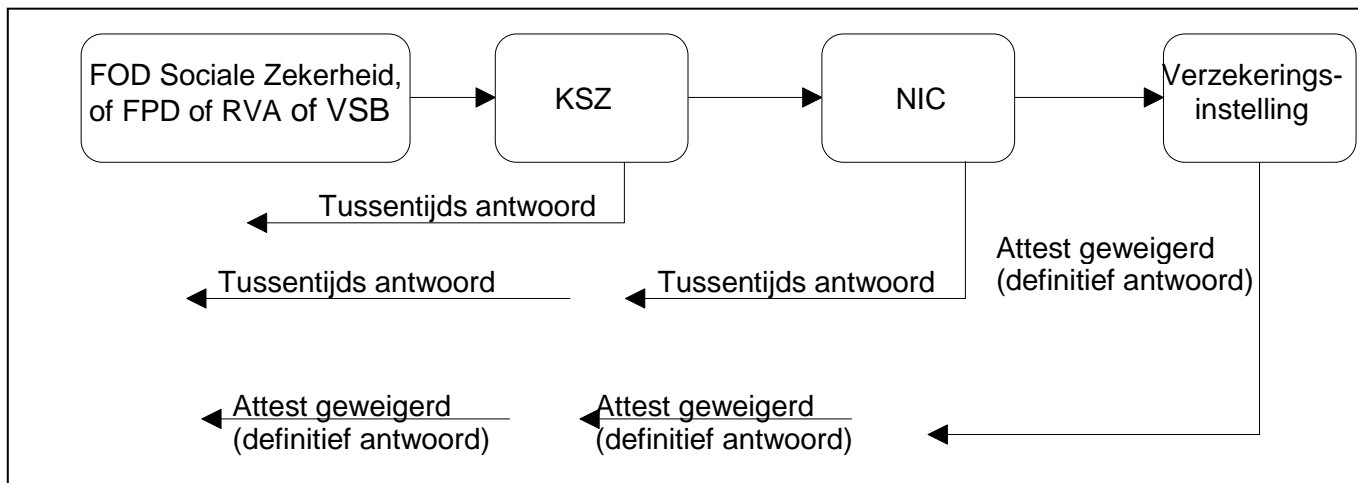 FOD Sociale Zekerheid,
of FPD of RVA of VSB
KSZ
NIC
Verzekerings-
instelling
Tussentijds antwoord
Tussentijds antwoord
Tussentijds antwoord
Attest geweigerd
(definitief antwoord)
Attest geweigerd
(definitief antwoord)
Attest geweigerd
(definitief antwoord)